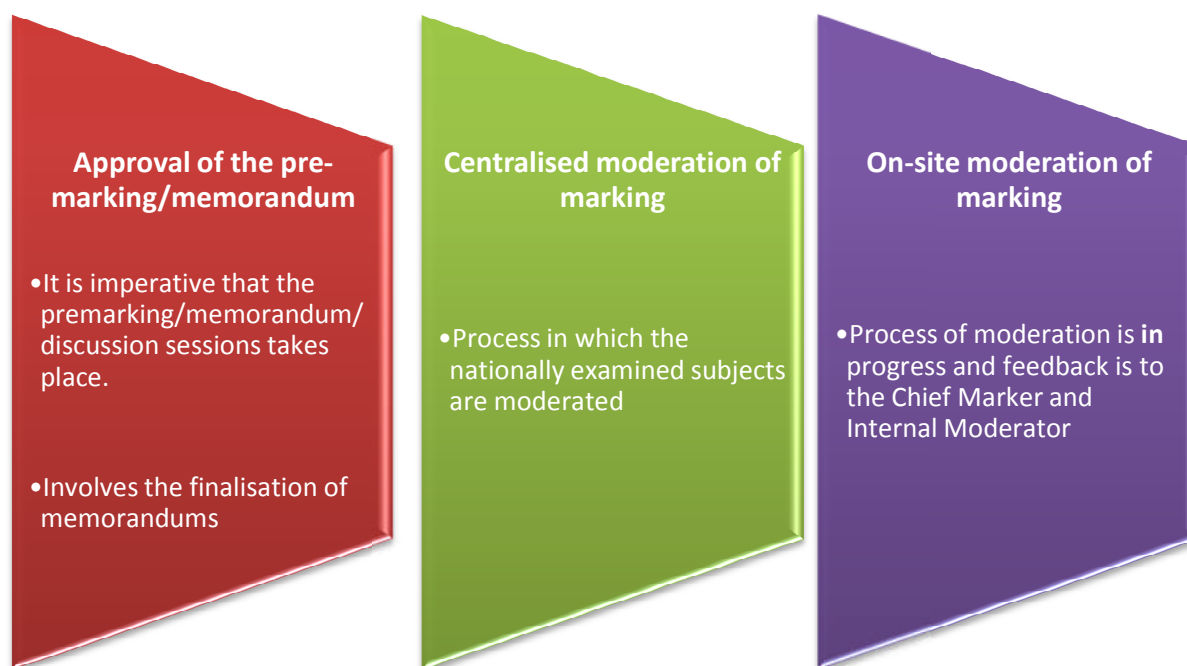 Approval of the pre-
marking/memorandum
•It is imperative that the
premarking/memorandum/
discussion sessions takes
place.
•Involves the finalisation of
memorandums
Centralised moderation of
marking
•Process in which the
nationally examined subjects
are moderated
On-site moderation of
marking
•Process of moderation is in
progress and feedback is to
the Chief Marker and
Internal Moderator